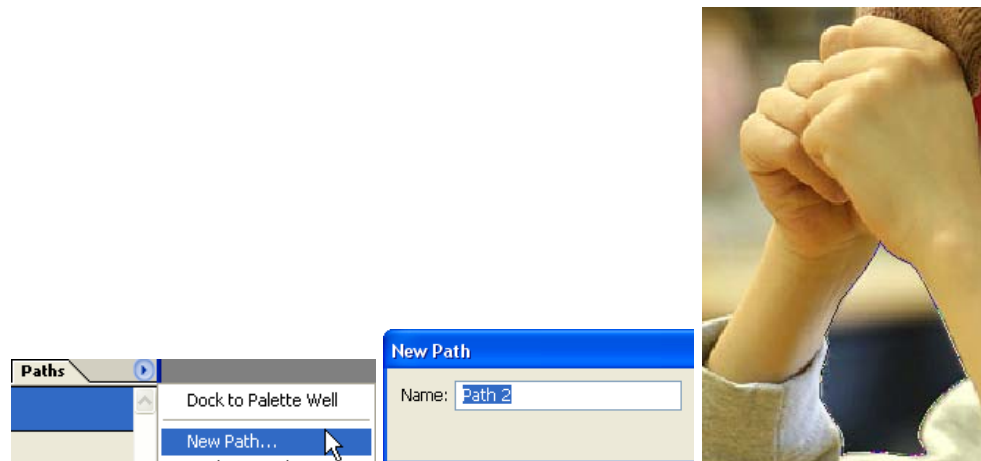 Paths
Dock to Palette Well
New Path...
New Path
Name: Path 2